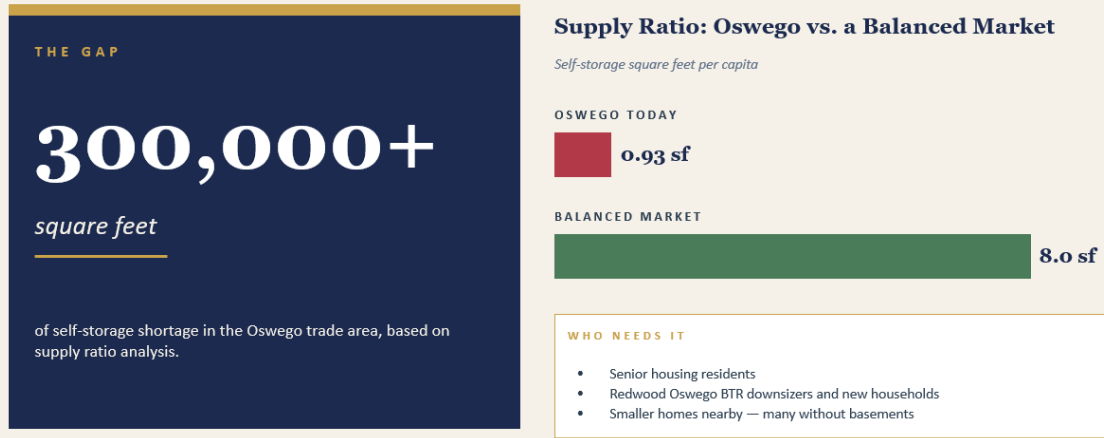 THE GAP
300,000+
square feet
of self-storage shortage in the Oswego trade area, based on
supply ratio analysis.
Supply Ratio: Oswego vs. a Balanced Market
Self-storage square feet per capita
OSWEGO TODAY
0.93 sf
BALANCED MARKET
8.0 sf
WHO NEEDS IT
• Senior housing residents
• Redwood Oswego BTR downsizers and new households
• Smaller homes nearby — many without basements